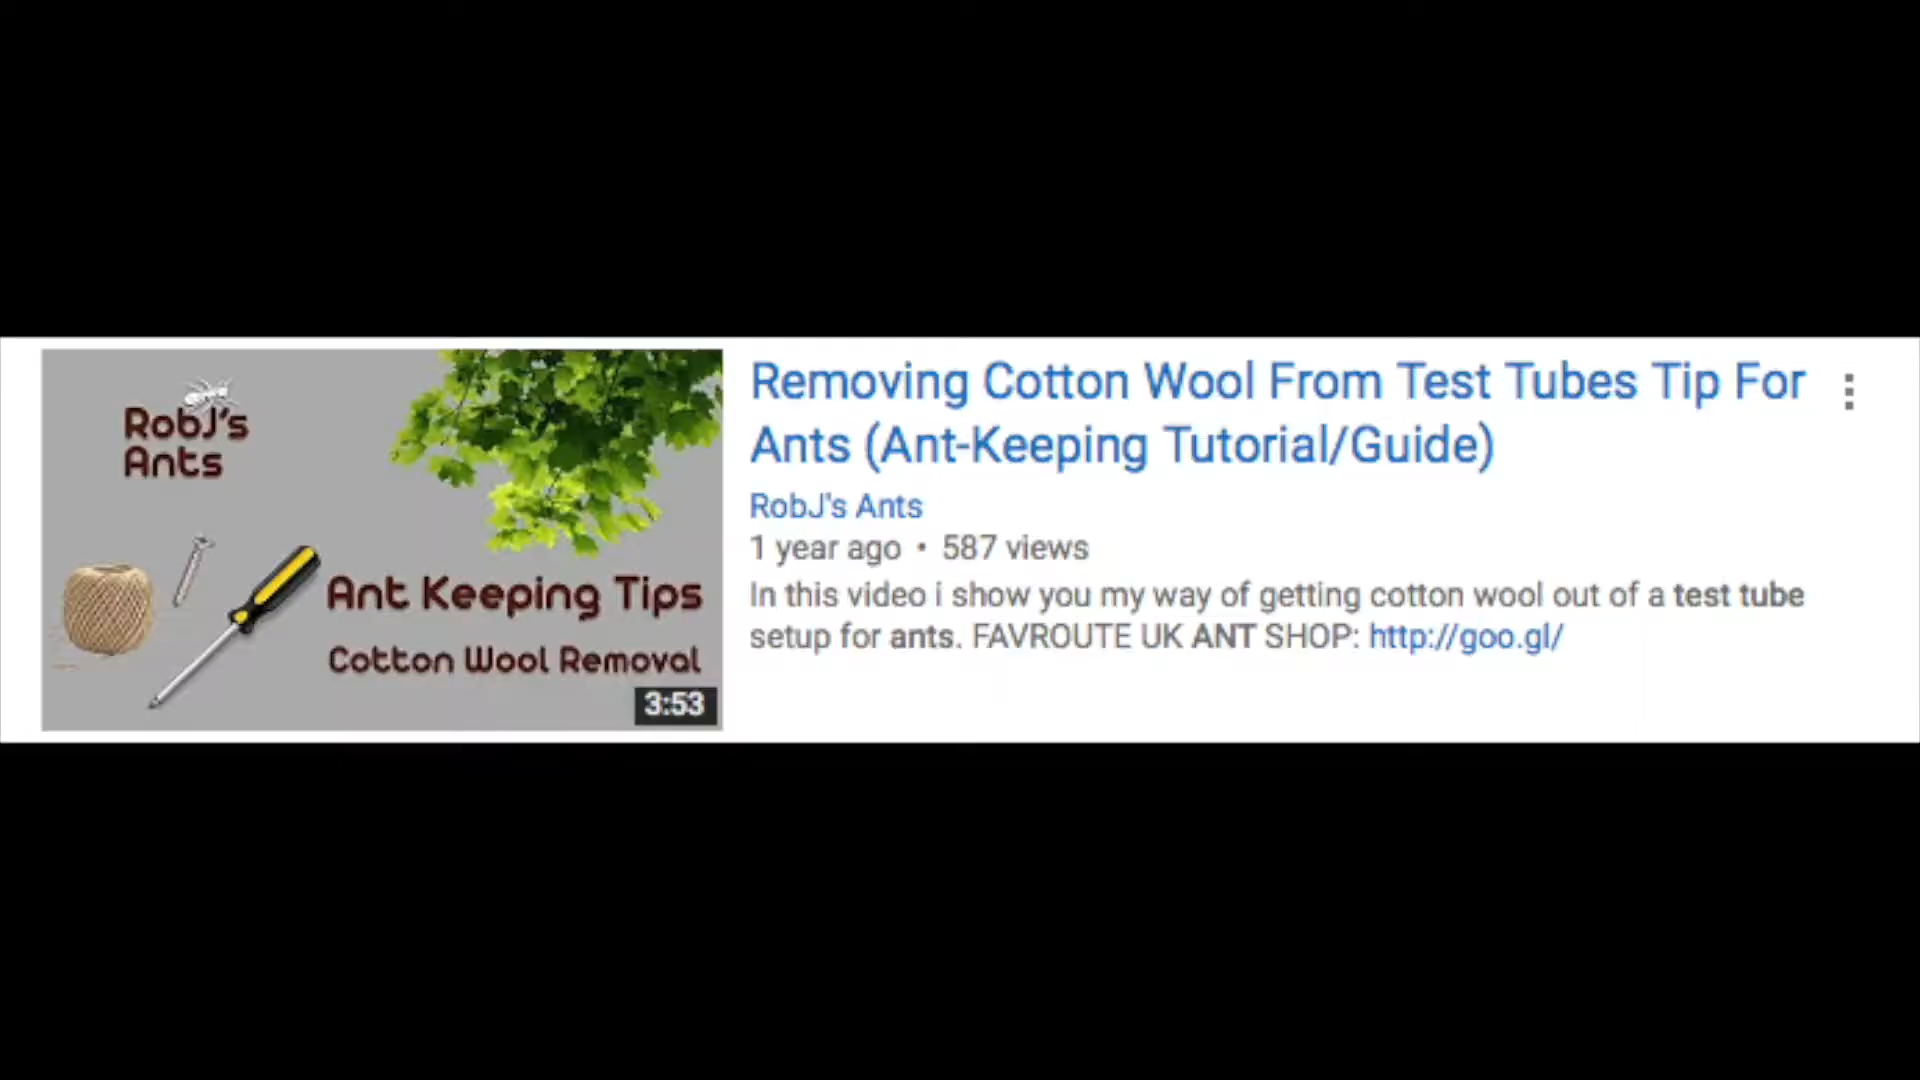 RobJ's
Ants
Ant Keeping Tips
Cotton Wool Removal
3:53
Removing Cotton Wool From Test Tubes Tip For
Ants (Ant-Keeping Tutorial/Guide)
RobJ's Ants
1 year ago • 587 views
In this video i show you my way of getting cotton wool out of a test tube
setup for ants. FAVROUTE UK ANT SHOP: http://goo.gl/